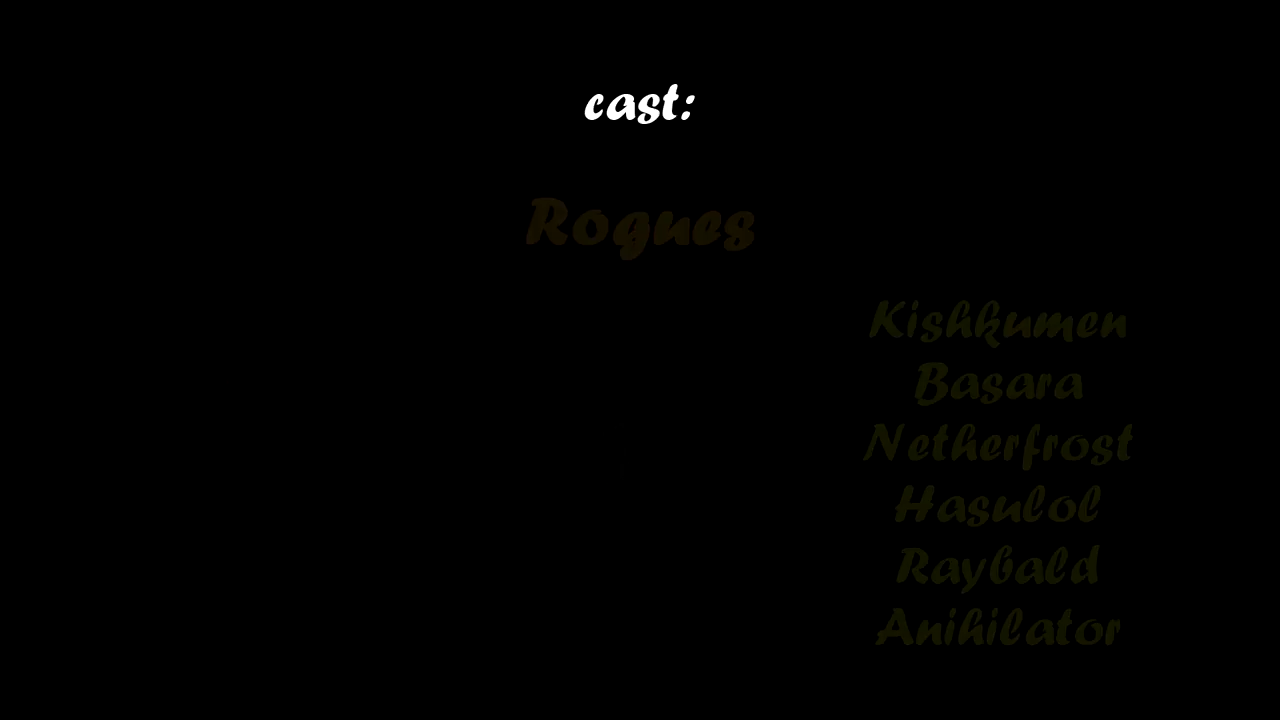 cast:
Rogues
Kishkumen
Basara
Netherfrost
Hasulol
Raybald
Anihilator